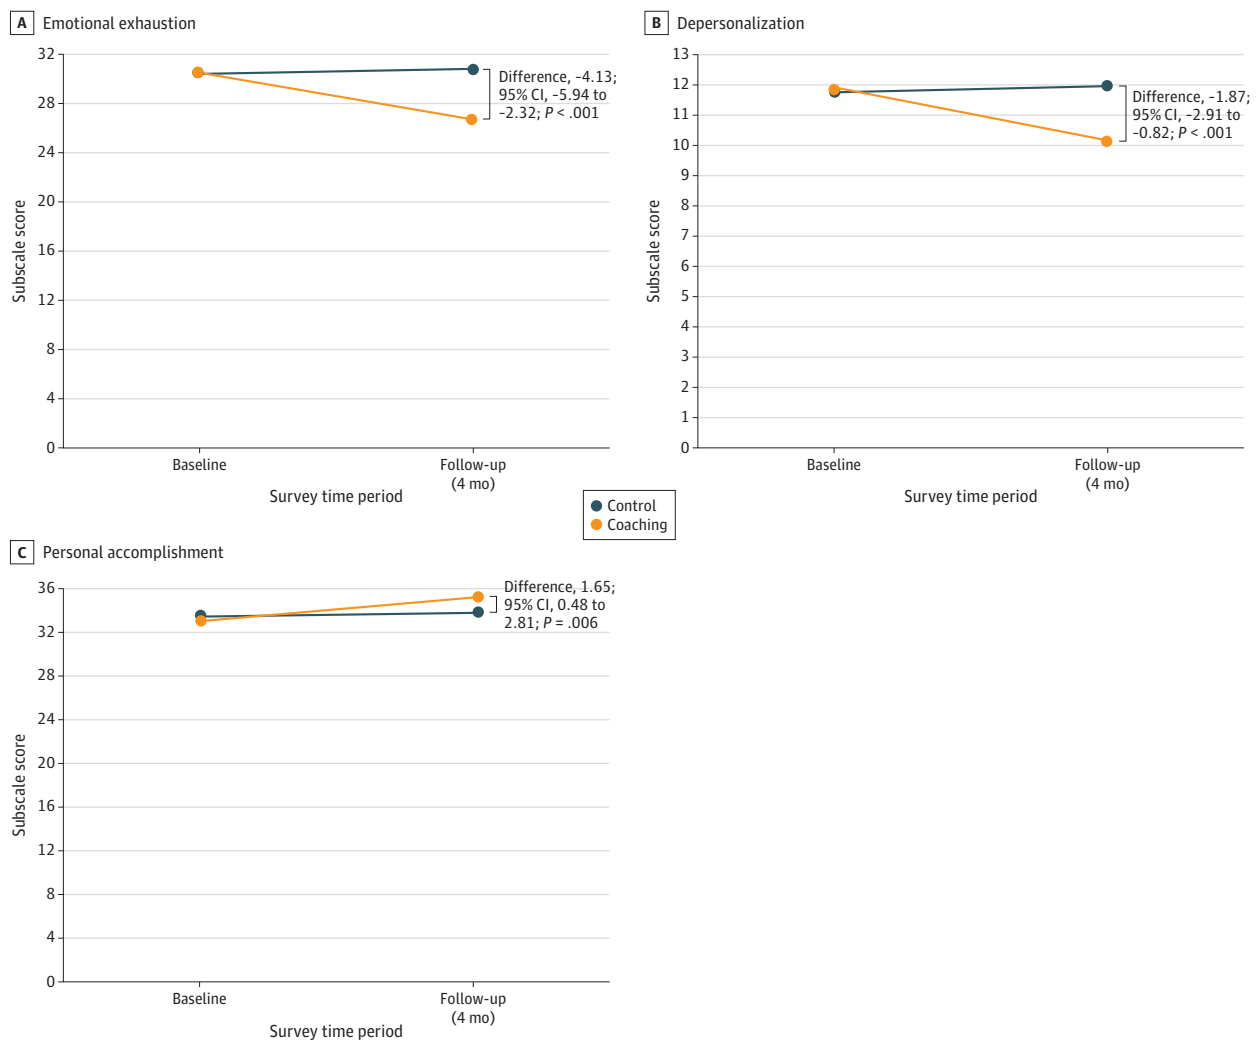 A Emotional exhaustion
32
28
24
20
16
12
8
4
0
Subscale score
Difference, -4.13;
95% CI, -5.94 to
-2.32; P < .001
Baseline
Follow-up
(4 mo)
Survey time period
B Depersonalization
13
12
11
10
9
8
7
6
5
4
3
2
1
0
Subscale score
Difference, -1.87;
95% CI, -2.91 to
-0.82; P < .001
Baseline
Follow-up
(4 mo)
Survey time period
Control
Coaching
C Personal accomplishment
36
32
28
24
20
16
12
8
4
0
Subscale score
Difference, 1.65;
95% CI, 0.48 to
2.81; P = .006
Baseline
Follow-up
(4 mo)
Survey time period